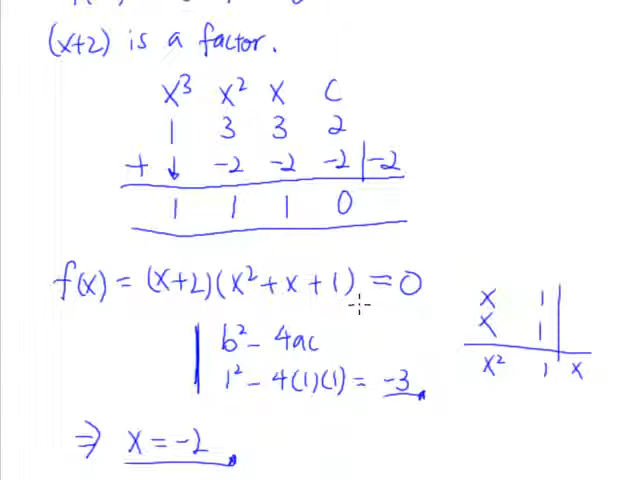 (x+2) is a factor.
x³ x² x c
1 3 3 2
+ ↓ -2 -2 -2 | -2
1 1 1 0
f(x) = (x+2)(x² + x + 1) = 0
x 1
x 1
x² 1 x
b² - 4ac
1² - 4(1)(1) = -3
⇒ x = -2